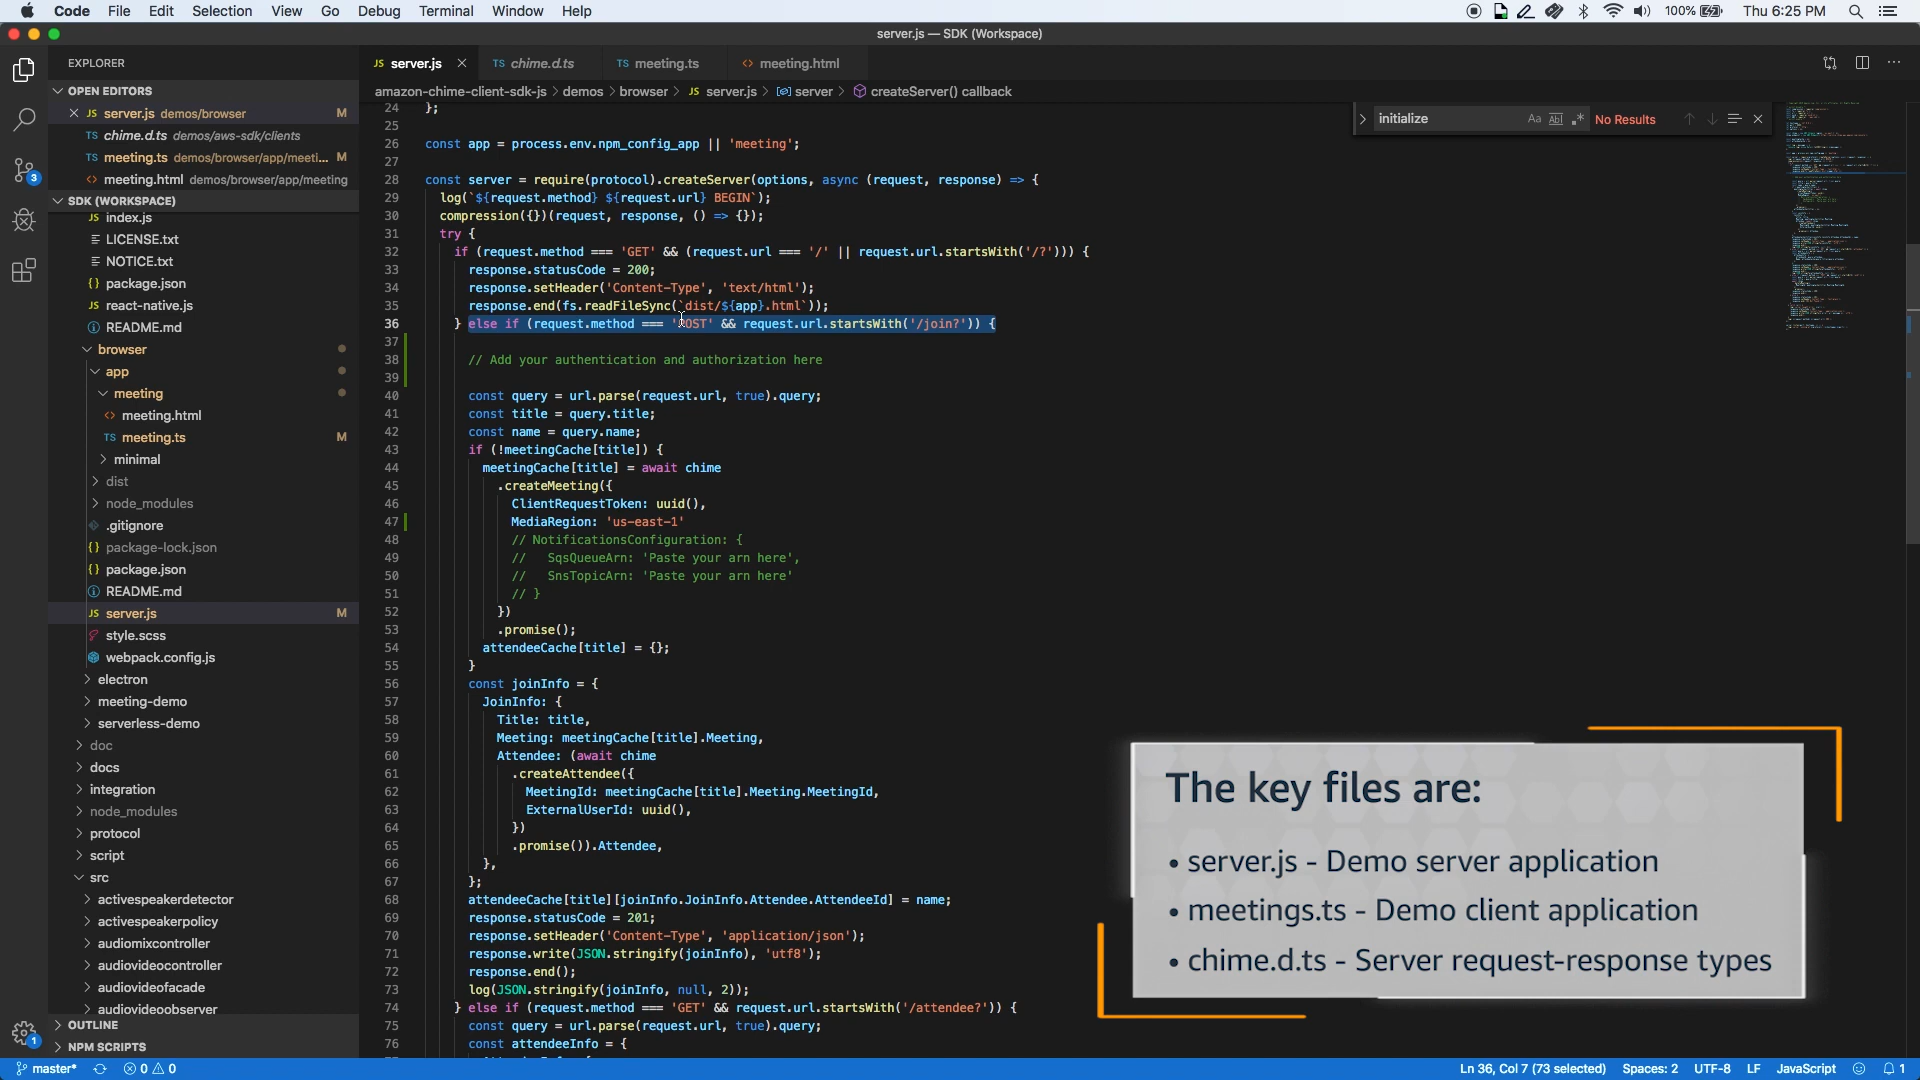 Code File Edit Selection View Go Debug Terminal Window Help
100% Thu 6:25 PM
server.js — SDK (Workspace)
EXPLORER
JS server.js
TS chime.d.ts
TS meeting.ts
<> meeting.html
OPEN EDITORS
JS server.js demos/browser M
TS chime.d.ts demos/aws-sdk/clients
TS meeting.ts demos/browser/app/meeti... M
<> meeting.html demos/browser/app/meeting
SDK (WORKSPACE)
JS index.js
LICENSE.txt
NOTICE.txt
{} package.json
JS react-native.js
README.md
browser
app
meeting
<> meeting.html
TS meeting.ts M
minimal
dist
node_modules
.gitignore
{} package-lock.json
{} package.json
README.md
JS server.js M
style.scss
webpack.config.js
electron
meeting-demo
serverless-demo
doc
docs
integration
node_modules
protocol
script
src
activespeakerdetector
activespeakerpolicy
audiomixcontroller
audiovideocontroller
audiovideofacade
audiovideoobserver
OUTLINE
NPM SCRIPTS
3
1
amazon-chime-client-sdk-js > demos > browser > JS server.js > server > createServer() callback
initialize Aa Abl .* No Results
24 };
25
26 const app = process.env.npm_config_app || 'meeting';
27
28 const server = require(protocol).createServer(options, async (request, response) => {
29 log(`${request.method} ${request.url} BEGIN`);
30 compression({})(request, response, () => {});
31 try {
32 if (request.method === 'GET' && (request.url === '/' || request.url.startsWith('/?'))) {
33 response.statusCode = 200;
34 response.setHeader('Content-Type', 'text/html');
35 response.end(fs.readFileSync(`dist/${app}.html`));
36 } else if (request.method === 'POST' && request.url.startsWith('/join?')) {
37
38 // Add your authentication and authorization here
39
40 const query = url.parse(request.url, true).query;
41 const title = query.title;
42 const name = query.name;
43 if (!meetingCache[title]) {
44 meetingCache[title] = await chime
45 .createMeeting({
46 ClientRequestToken: uuid(),
47 MediaRegion: 'us-east-1'
48 // NotificationsConfiguration: {
49 // SqsQueueArn: 'Paste your arn here',
50 // SnsTopicArn: 'Paste your arn here'
51 // }
52 })
53 .promise();
54 attendeeCache[title] = {};
55 }
56 const joinInfo = {
57 JoinInfo: {
58 Title: title,
59 Meeting: meetingCache[title].Meeting,
60 Attendee: (await chime
61 .createAttendee({
62 MeetingId: meetingCache[title].Meeting.MeetingId,
63 ExternalUserId: uuid(),
64 })
65 .promise()).Attendee,
66 },
67 };
68 attendeeCache[title][joinInfo.JoinInfo.Attendee.AttendeeId] = name;
69 response.statusCode = 201;
70 response.setHeader('Content-Type', 'application/json');
71 response.write(JSON.stringify(joinInfo), 'utf8');
72 response.end();
73 log(JSON.stringify(joinInfo, null, 2));
74 } else if (request.method === 'GET' && request.url.startsWith('/attendee?')) {
75 const query = url.parse(request.url, true).query;
76 const attendeeInfo = {
The key files are:
• server.js - Demo server application
• meetings.ts - Demo client application
• chime.d.ts - Server request-response types
master* 0 0
Ln 36, Col 7 (73 selected) Spaces: 2 UTF-8 LF JavaScript 1